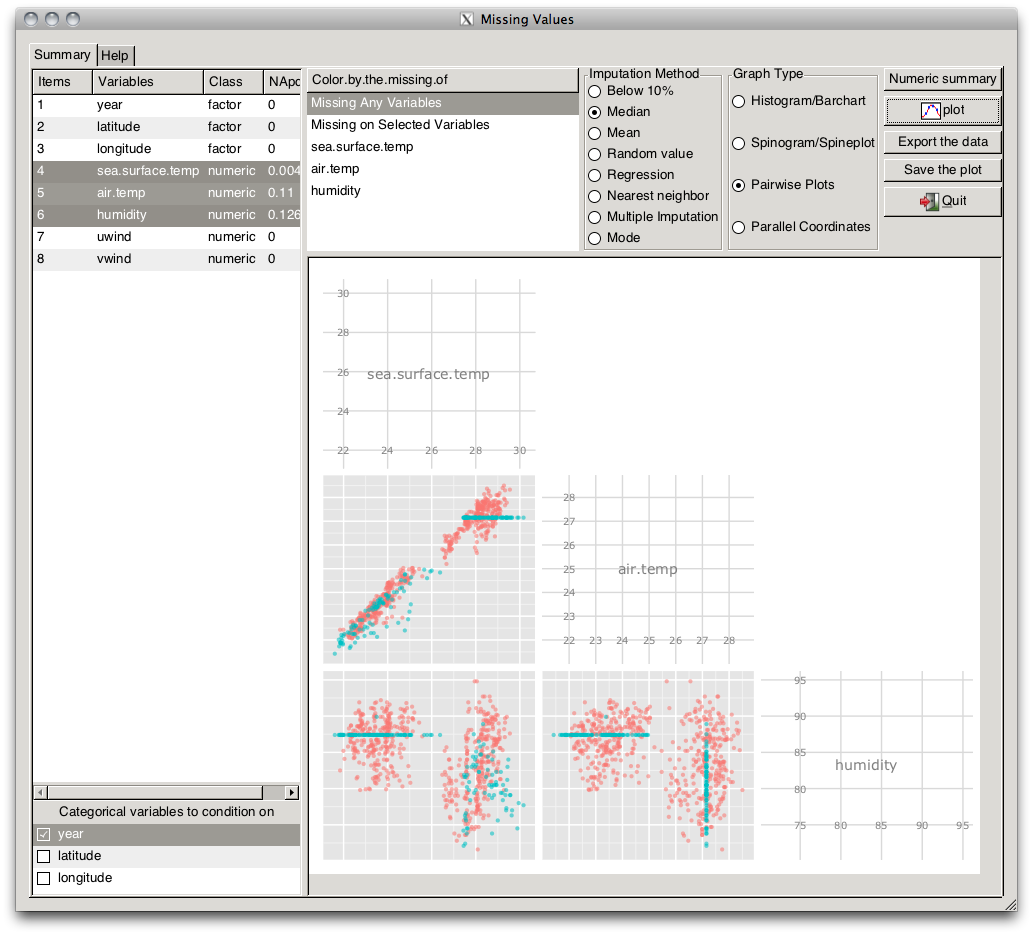 Missing Values
Summary Help
Items Variables Class NApc
1 year factor 0
2 latitude factor 0
3 longitude factor 0
4 sea.surface.temp numeric 0.004
5 air.temp numeric 0.11
6 humidity numeric 0.126
7 uwind numeric 0
8 vwind numeric 0
Categorical variables to condition on
year
latitude
longitude
Color.by.the.missing.of
Missing Any Variables
Missing on Selected Variables
sea.surface.temp
air.temp
humidity
Imputation Method
Below 10%
Median
Mean
Random value
Regression
Nearest neighbor
Multiple Imputation
Mode
Graph Type
Histogram/Barchart
Spinogram/Spineplot
Pairwise Plots
Parallel Coordinates
Numeric summary
plot
Export the data
Save the plot
Quit
30
28
26
sea.surface.temp
24
22 24 26 28 30
28
27
26
25
air.temp
24
23
22 23 24 25 26 27 28
95
90
85
humidity
80
75 80 85 90 95